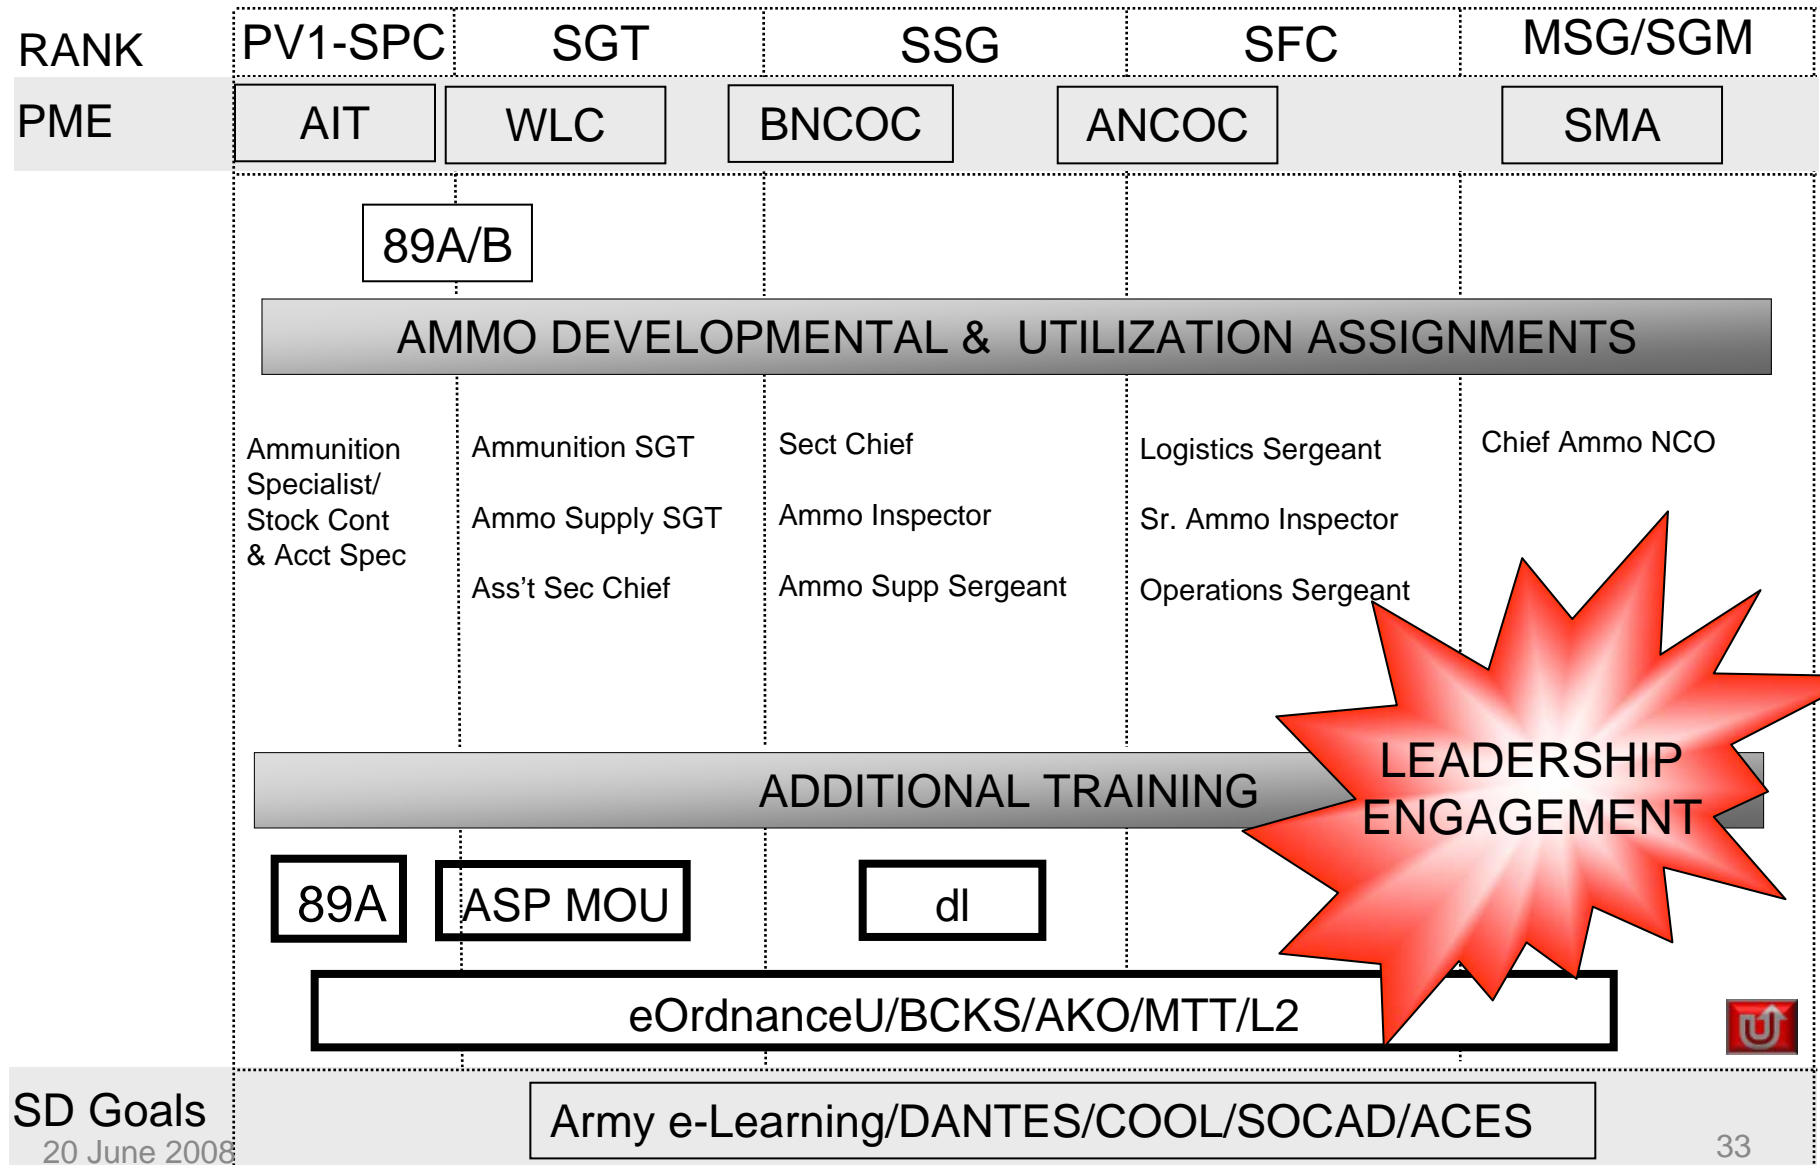 RANK PV1-SPC SGT SSG SFC MSG/SGM
PME AIT WLC BNCOC ANCOC SMA
89A/B
AMMO DEVELOPMENTAL & UTILIZATION ASSIGNMENTS
Ammunition
Specialist/
Stock Cont
& Acct Spec
Ammunition SGT
Ammo Supply SGT
Ass’t Sec Chief
Sect Chief
Ammo Inspector
Ammo Supp Sergeant
Logistics Sergeant
Sr. Ammo Inspector
Operations Sergeant
Chief Ammo NCO
LEADERSHIP
ENGAGEMENT
ADDITIONAL TRAINING
89A ASP MOU dl
eOrdnanceU/BCKS/AKO/MTT/L2
SD Goals Army e-Learning/DANTES/COOL/SOCAD/ACES
20 June 2008 33